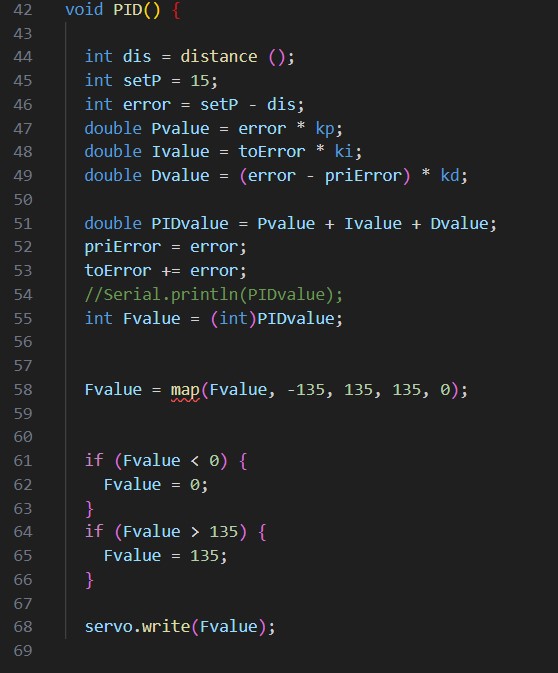 42 void PID() {
43
44 int dis = distance ();
45 int setP = 15;
46 int error = setP - dis;
47 double Pvalue = error * kp;
48 double Ivalue = toError * ki;
49 double Dvalue = (error - priError) * kd;
50
51 double PIDvalue = Pvalue + Ivalue + Dvalue;
52 priError = error;
53 toError += error;
54 //Serial.println(PIDvalue);
55 int Fvalue = (int)PIDvalue;
56
57
58 Fvalue = map(Fvalue, -135, 135, 135, 0);
59
60
61 if (Fvalue < 0) {
62 Fvalue = 0;
63 }
64 if (Fvalue > 135) {
65 Fvalue = 135;
66 }
67
68 servo.write(Fvalue);
69